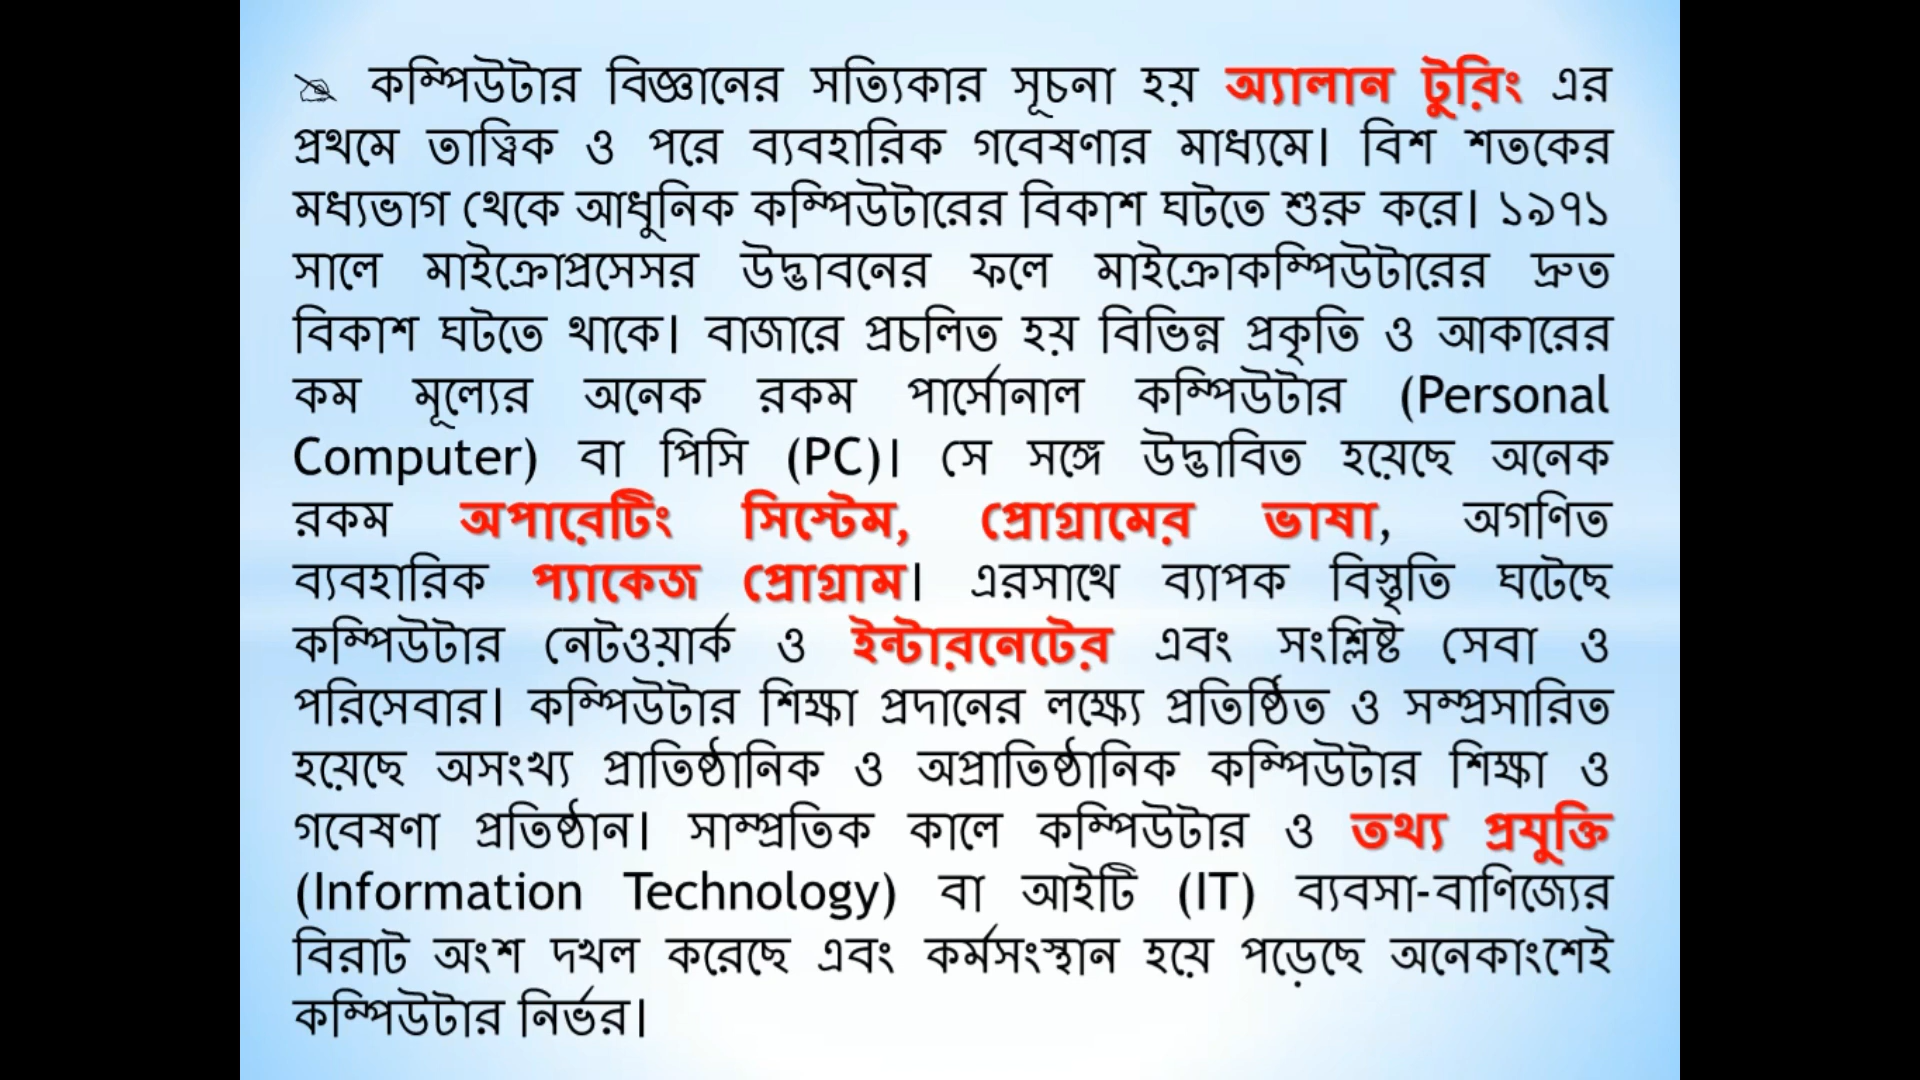 কম্পিউটার বিজ্ঞানের সত্যিকার সূচনা হয় অ্যালান টুরিং এর
প্রথমে তাত্ত্বিক ও পরে ব্যবহারিক গবেষণার মাধ্যমে। বিশ শতকের
মধ্যভাগ থেকে আধুনিক কম্পিউটারের বিকাশ ঘটতে শুরু করে। ১৯৭১
সালে মাইক্রোপ্রসেসর উদ্ভাবনের ফলে মাইক্রোকম্পিউটারের দ্রুত
বিকাশ ঘটতে থাকে। বাজারে প্রচলিত হয় বিভিন্ন প্রকৃতি ও আকারের
কম মূল্যের অনেক রকম পার্সোনাল কম্পিউটার (Personal
Computer) বা পিসি (PC)। সে সঙ্গে উদ্ভাবিত হয়েছে অনেক
রকম অপারেটিং সিস্টেম, প্রোগ্রামের ভাষা, অগণিত
ব্যবহারিক প্যাকেজ প্রোগ্রাম। এরসাথে ব্যাপক বিস্তৃতি ঘটেছে
কম্পিউটার নেটওয়ার্ক ও ইন্টারনেটের এবং সংশ্লিষ্ট সেবা ও
পরিসেবার। কম্পিউটার শিক্ষা প্রদানের লক্ষ্যে প্রতিষ্ঠিত ও সম্প্রসারিত
হয়েছে অসংখ্য প্রাতিষ্ঠানিক ও অপ্রাতিষ্ঠানিক কম্পিউটার শিক্ষা ও
গবেষণা প্রতিষ্ঠান। সাম্প্রতিক কালে কম্পিউটার ও তথ্য প্রযুক্তি
(Information Technology) বা আইটি (IT) ব্যবসা-বাণিজ্যের
বিরাট অংশ দখল করেছে এবং কর্মসংস্থান হয়ে পড়েছে অনেকাংশেই
কম্পিউটার নির্ভর।